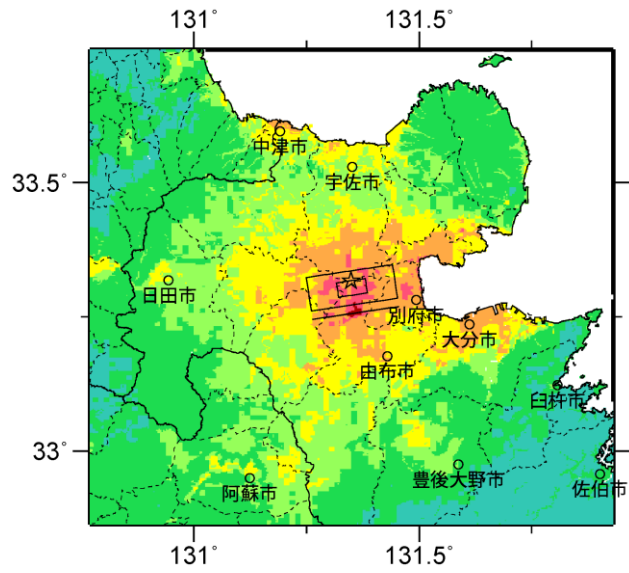 131° 131.5°
中津市
宇佐市
33.5°
日田市
別府市
大分市
由布市
臼杵市
33°
阿蘇市
豊後大野市
佐伯市
131° 131.5°